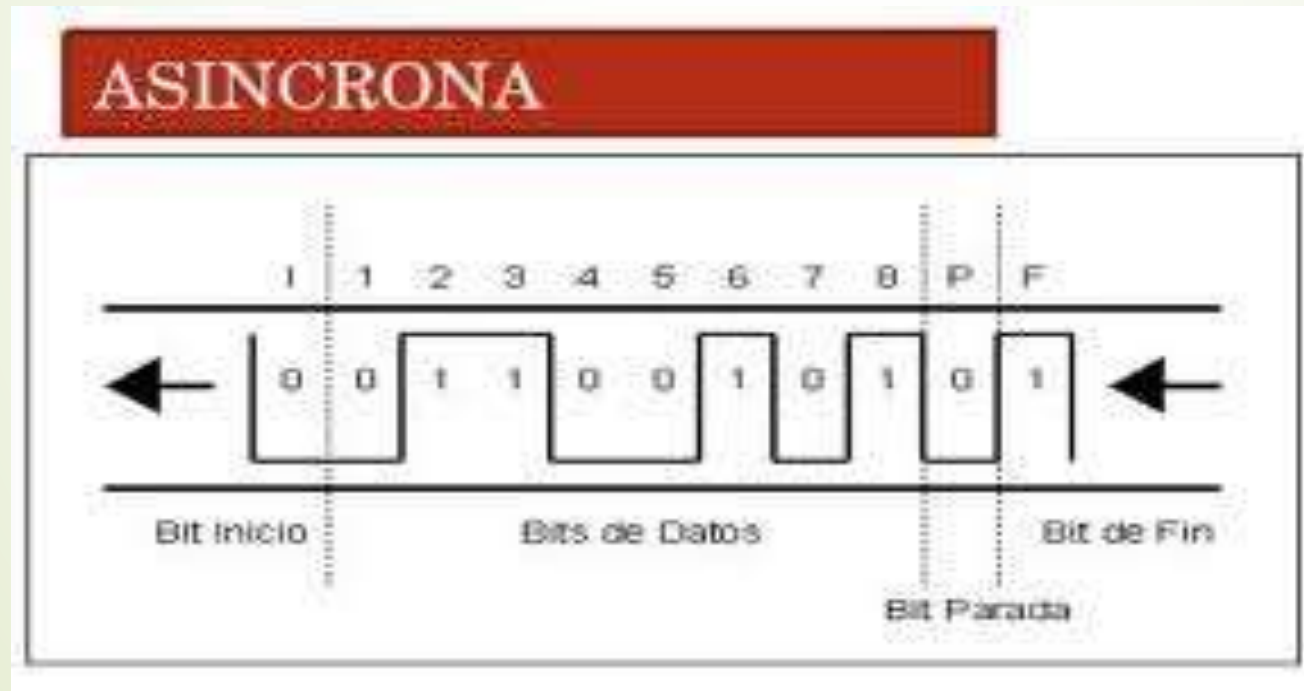 ASINCRONA
I 1 2 3 4 5 6 7 8 P F
0 0 1 1 0 0 1 0 1 0 1
Bit Inicio Bits de Datos Bit de Fin
Bit Parada